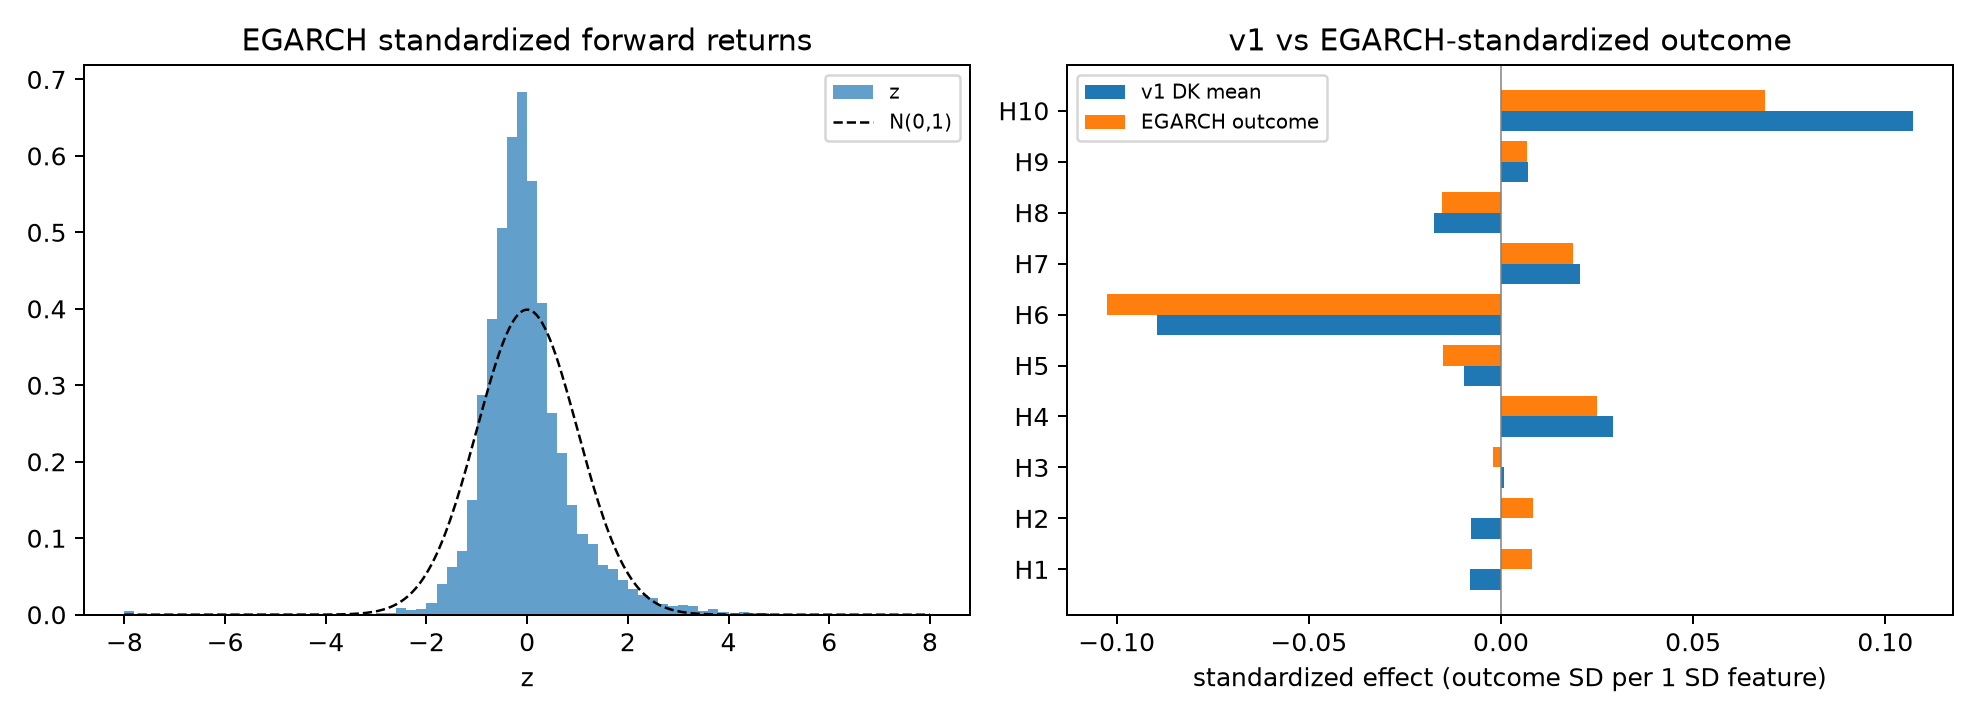 EGARCH standardized forward returns
0.7
0.6
0.5
0.4
0.3
0.2
0.1
0.0
z
N(0,1)
−8
−6
−4
−2
0
2
4
6
8
z
v1 vs EGARCH-standardized outcome
v1 DK mean
EGARCH outcome
H10
H9
H8
H7
H6
H5
H4
H3
H2
H1
−0.10
−0.05
0.00
0.05
0.10
standardized effect (outcome SD per 1 SD feature)